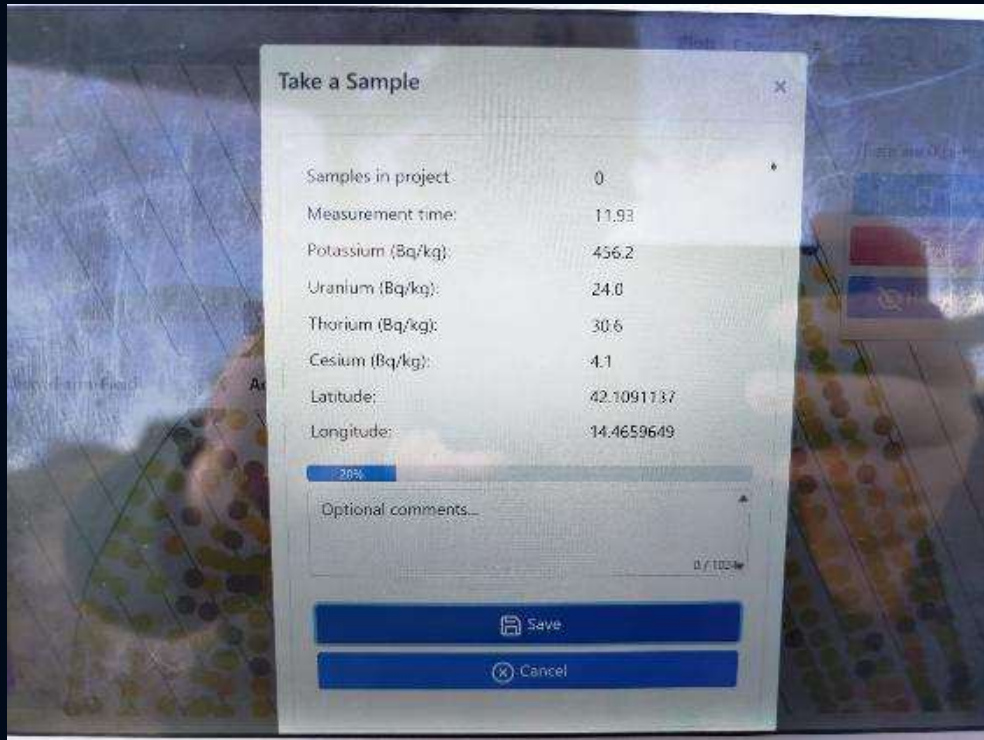 Take a Sample
Samples in project 0
Measurement time: 11.93
Potassium (Bq/kg): 456.2
Uranium (Bq/kg): 24.0
Thorium (Bq/kg): 30.6
Cesium (Bq/kg): 4.1
Latitude: 42.1091137
Longitude: 14.4659649
20%
Optional comments...
0 / 1024
Save
Cancel